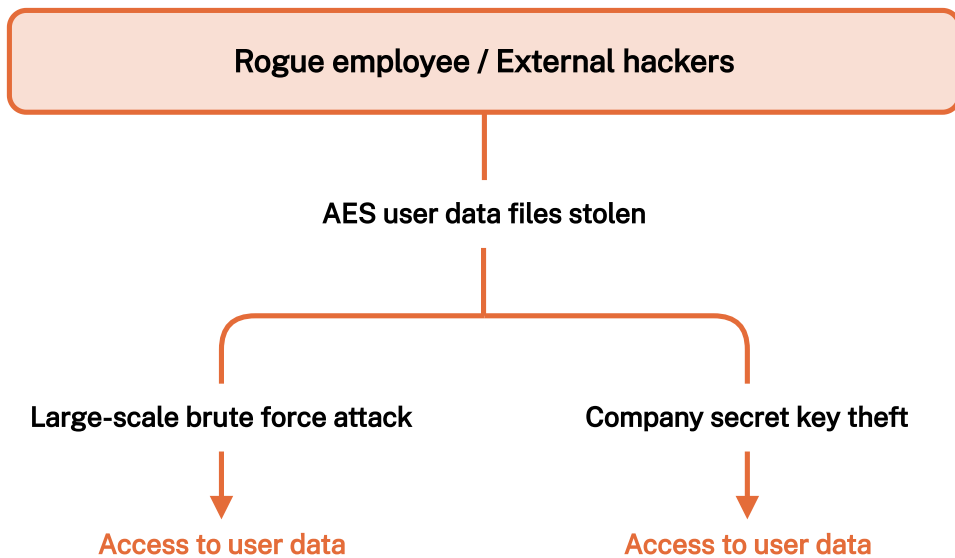 Rogue employee / External hackers
AES user data files stolen
Large-scale brute force attack
Company secret key theft
Access to user data
Access to user data